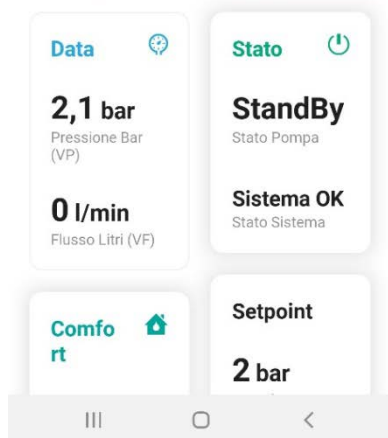 Data
2,1 bar
Pressione Bar
(VP)
0 l/min
Flusso Litri (VF)
Stato
StandBy
Stato Pompa
Sistema OK
Stato Sistema
Comfo
rt
Setpoint
2 bar